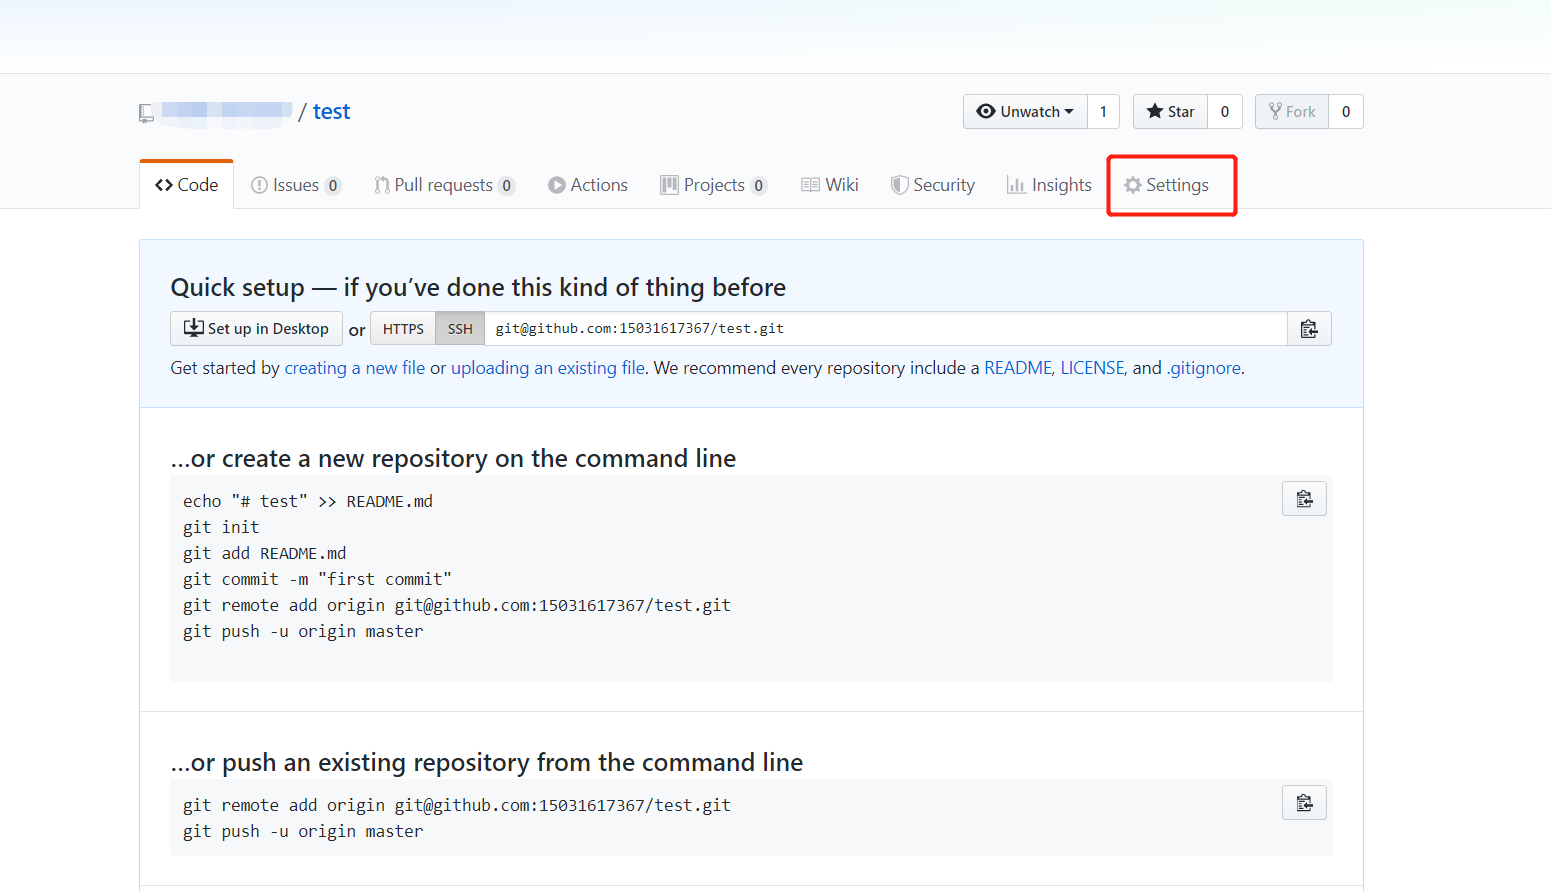 / test
Unwatch 1 Star 0 Fork 0
Code Issues 0 Pull requests 0 Actions Projects 0 Wiki Security Insights Settings
Quick setup — if you’ve done this kind of thing before
Set up in Desktop or HTTPS SSH git@github.com:15031617367/test.git
Get started by creating a new file or uploading an existing file. We recommend every repository include a README, LICENSE, and .gitignore.
…or create a new repository on the command line
echo "# test" >> README.md
git init
git add README.md
git commit -m "first commit"
git remote add origin git@github.com:15031617367/test.git
git push -u origin master
…or push an existing repository from the command line
git remote add origin git@github.com:15031617367/test.git
git push -u origin master